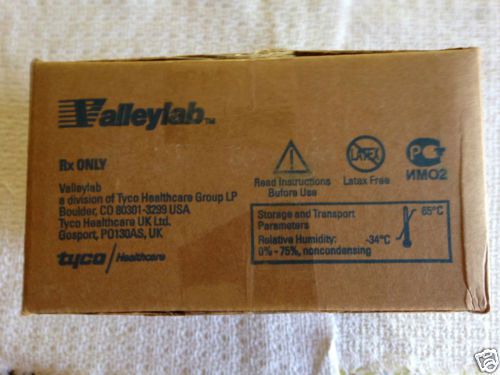 Valleylab™
Rx ONLY
Valleylab
a division of Tyco Healthcare Group LP
Boulder, CO 80301-3299 USA
Tyco Healthcare UK Ltd.
Gosport, PO130AS, UK
tyco / Healthcare
Read Instructions
Before Use
LATEX
Latex Free
PC
ИМО2
Storage and Transport
Parameters
Relative Humidity:
0% - 75%, noncondensing
65°C
-34°C